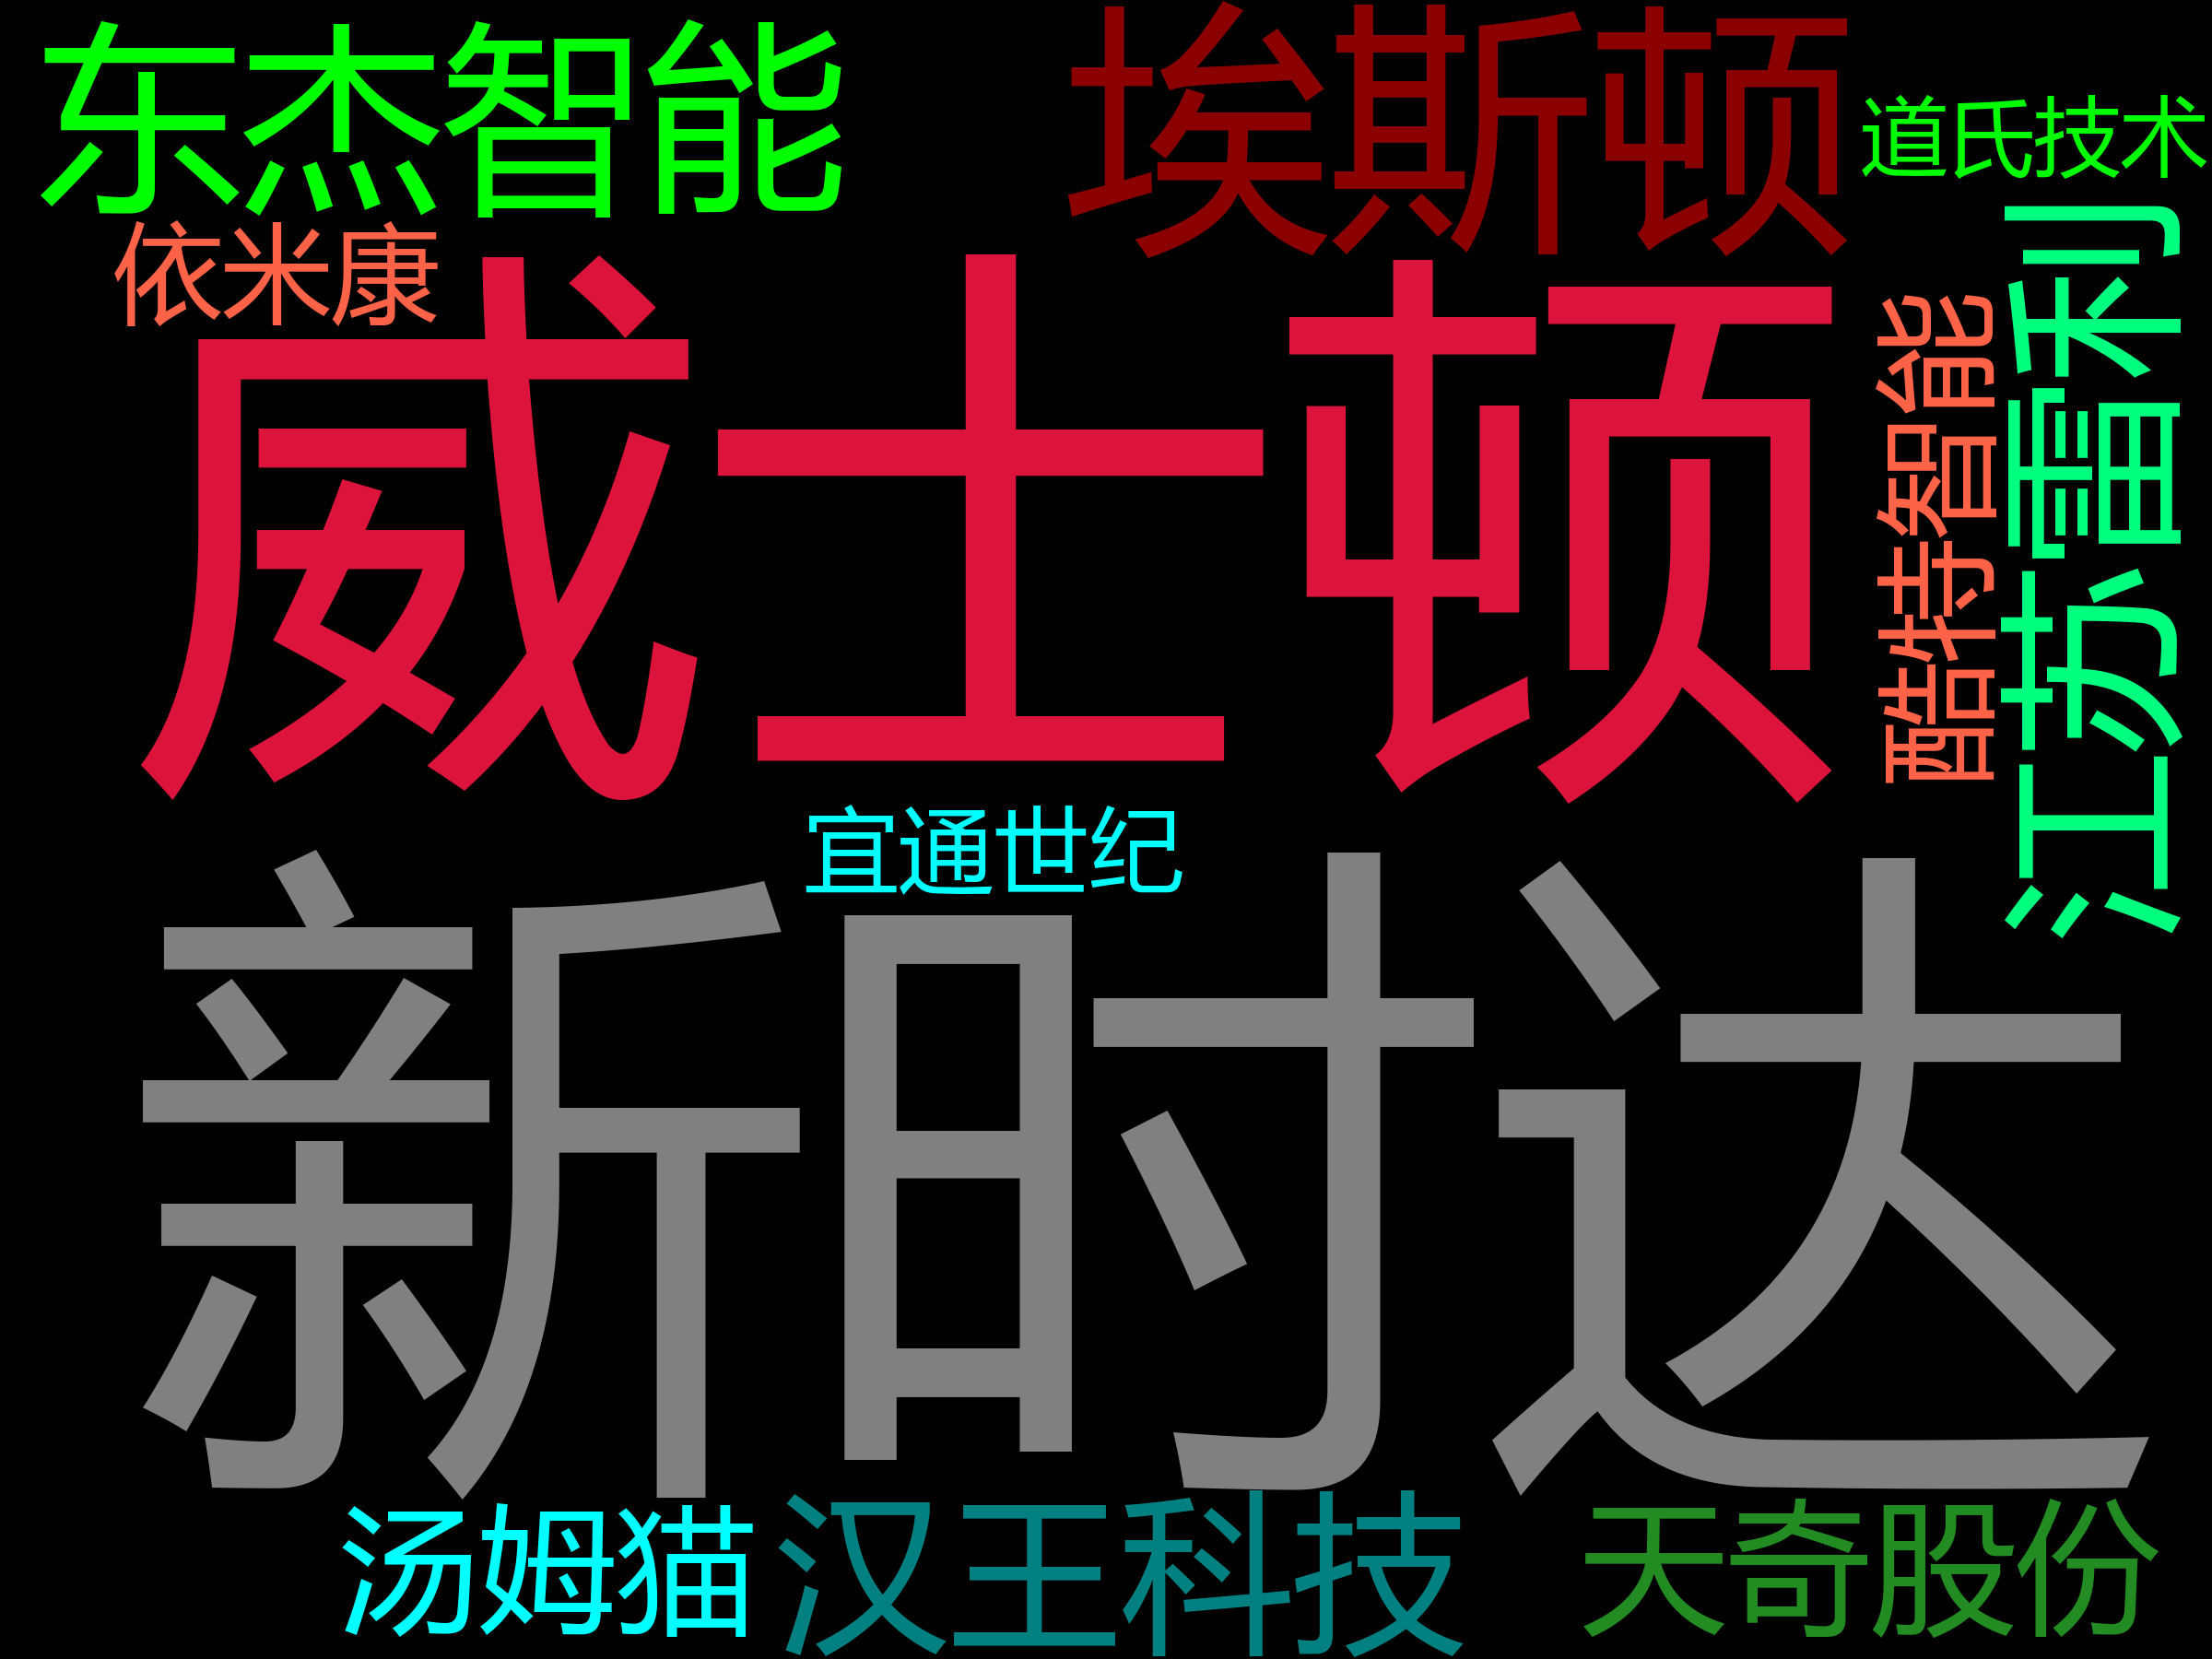 东杰智能
埃斯顿
道氏技术
依米康
威士顿
酷特智能
江苏雷利
宜通世纪
新时达
汤姆猫
汉王科技
天奇股份